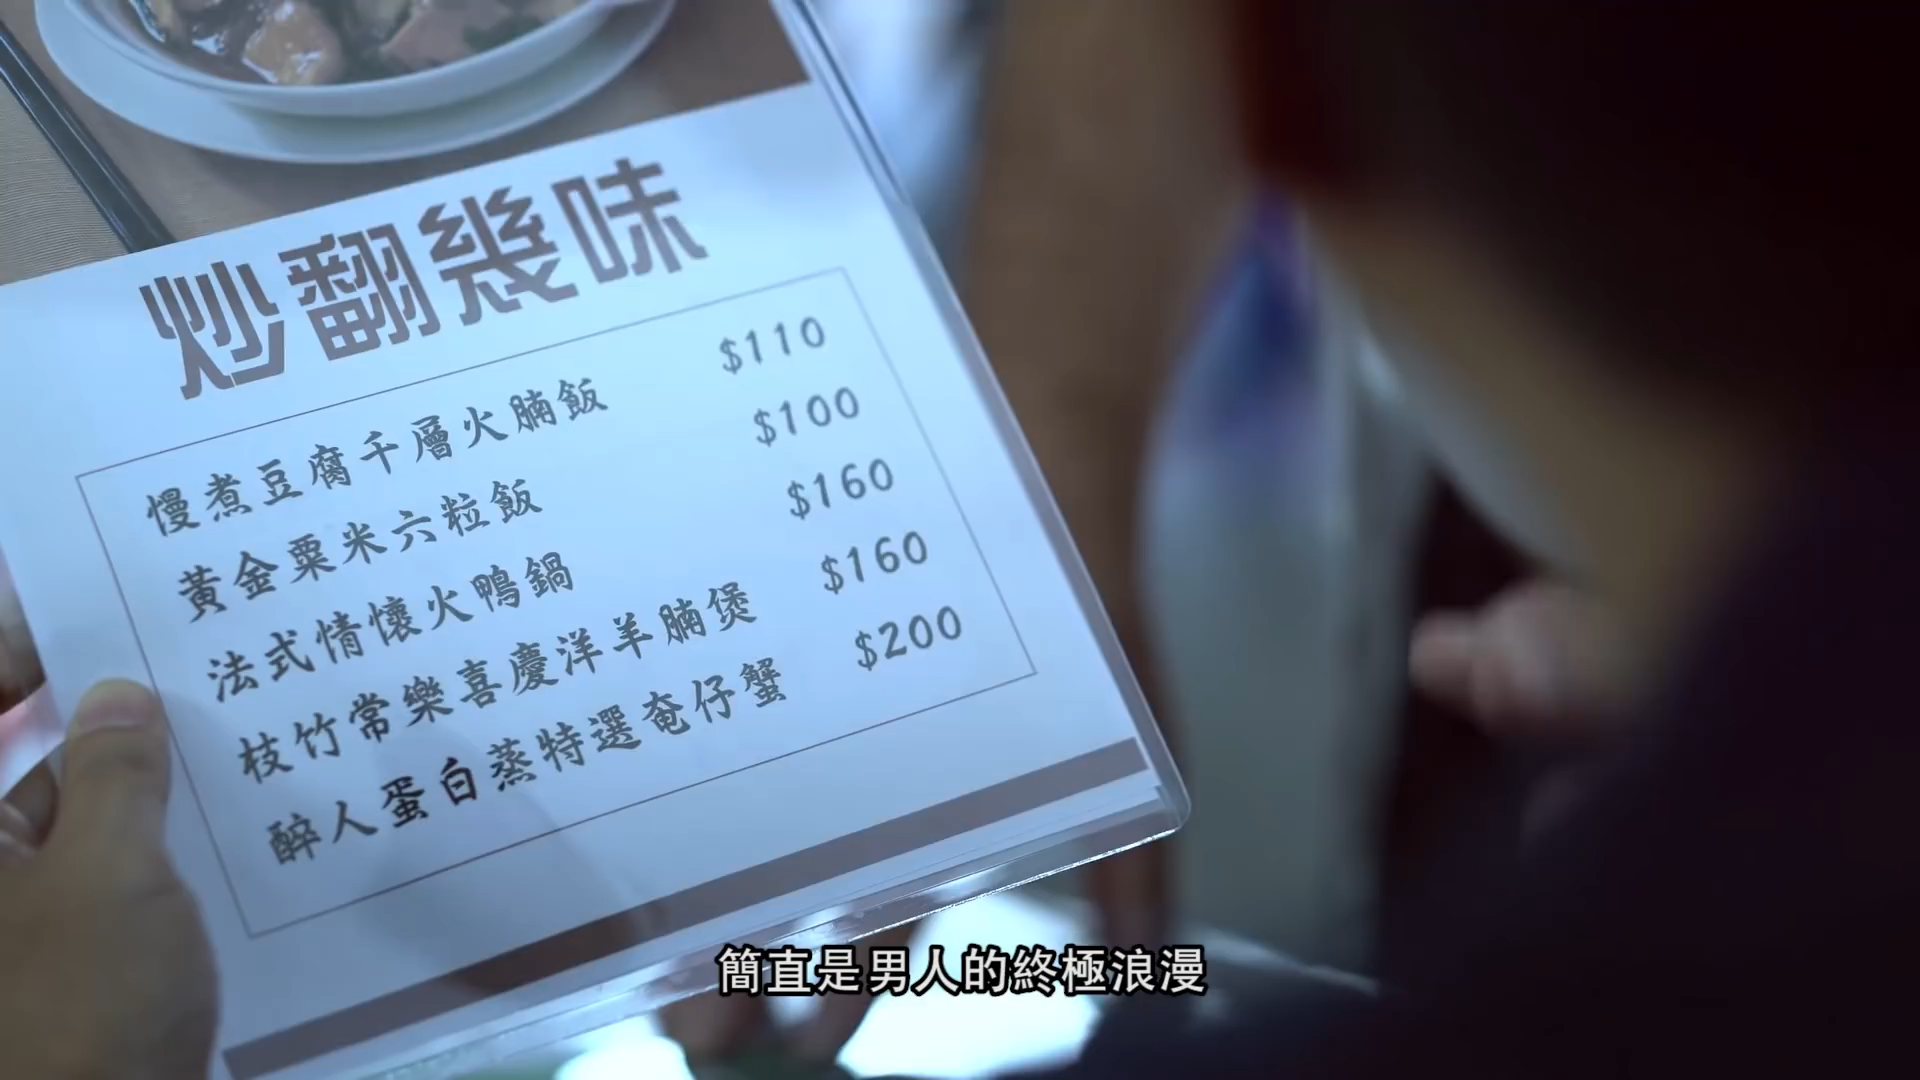 炒翻幾味
慢煮豆腐千層火腩飯 $110
黃金粟米六粒飯 $100
法式情懷火鴨鍋 $160
枝竹常樂喜慶洋羊腩煲 $160
醉人蛋白蒸特選奄仔蟹 $200
簡直是男人的終極浪漫